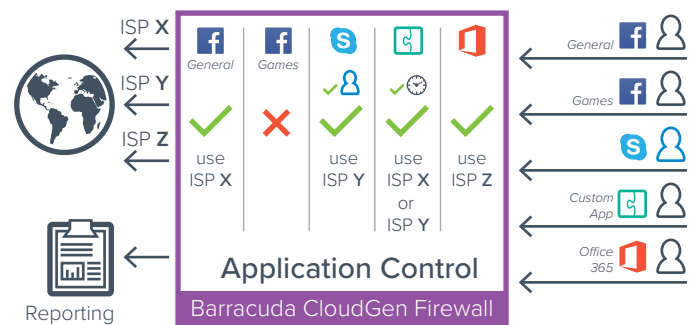 ISP X
ISP Y
ISP Z
Reporting
General
Games
use
ISP X
use
ISP Y
use
ISP X
or
ISP Y
use
ISP Z
Application Control
Barracuda CloudGen Firewall
General
Games
Custom
App
Office
365